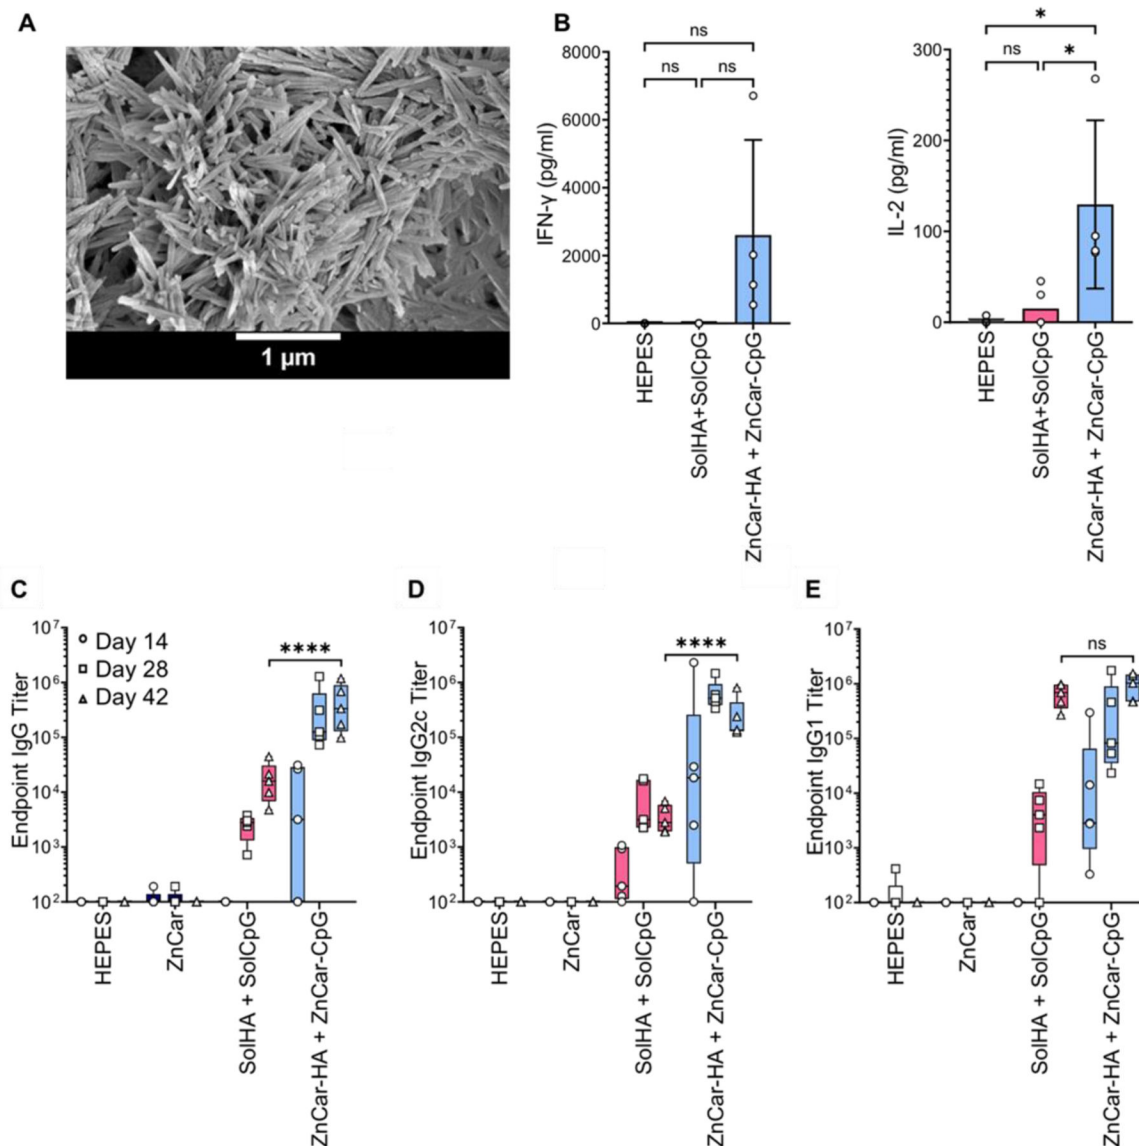 A
1 µm
B
ns
ns
ns
8000
6000
4000
2000
0
IFN-γ (pg/ml)
HEPES
SolHA+SolCpG
ZnCar-HA + ZnCar-CpG
*
ns
*
300
200
100
0
IL-2 (pg/ml)
HEPES
SolHA+SolCpG
ZnCar-HA + ZnCar-CpG
C
Day 14
Day 28
Day 42
****
10⁷
10⁶
10⁵
10⁴
10³
10²
Endpoint IgG Titer
HEPES
ZnCar
SolHA + SolCpG
ZnCar-HA + ZnCar-CpG
D
****
10⁷
10⁶
10⁵
10⁴
10³
10²
Endpoint IgG2c Titer
HEPES
ZnCar
SolHA + SolCpG
ZnCar-HA + ZnCar-CpG
E
ns
10⁷
10⁶
10⁵
10⁴
10³
10²
Endpoint IgG1 Titer
HEPES
ZnCar
SolHA + SolCpG
ZnCar-HA + ZnCar-CpG